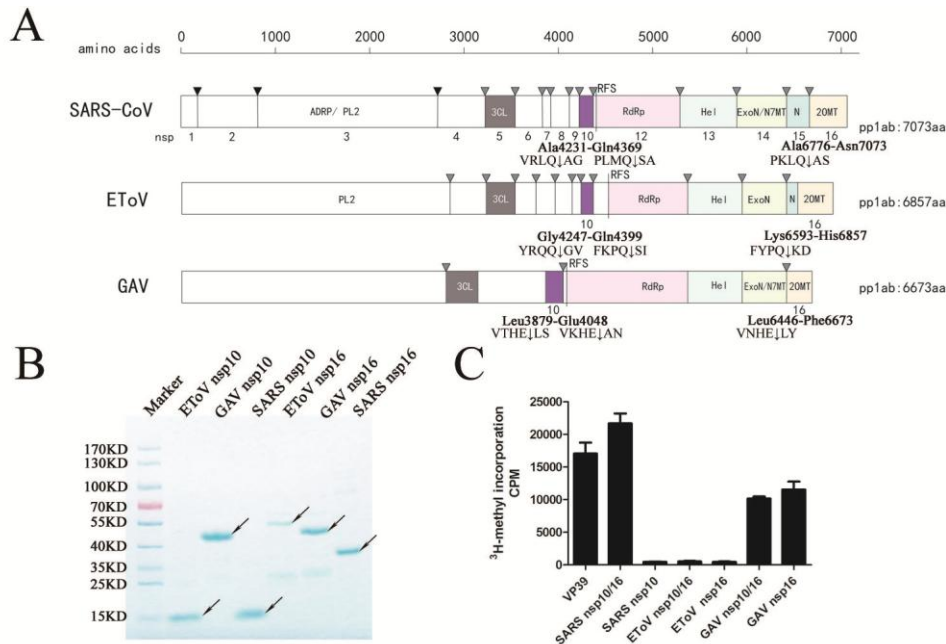 A
amino acids
0 1000 2000 3000 4000 5000 6000 7000
RFS
SARS-CoV
ADRP/ PL2 3CL RdRp Hel ExoN/N7MT N 2OMT
pp1ab:7073aa
nsp 1 2 3 4 5 6 7 8 9 10 12 13 14 15 16
Ala4231-Gln4369 Ala6776-Asn7073
VRLQ↓AG PLMQ↓SA PKLQ↓AS
RFS
EToV
PL2 3CL RdRp Hel ExoN N 2OMT
pp1ab:6857aa
10 16
Gly4247-Gln4399 Lys6593-His6857
YRQQ↓GV FKPQ↓SI FYPQ↓KD
RFS
GAV
3CL RdRp Hel ExoN/N7MT 2OMT
pp1ab:6673aa
10 16
Leu3879-Glu4048 Leu6446-Phe6673
VTHE↓LS VKHE↓AN VNHE↓LY
B
Marker
EToV nsp10
GAV nsp10
SARS nsp10
EToV nsp16
GAV nsp16
SARS nsp16
170KD
130KD
100KD
70KD
55KD
40KD
35KD
25KD
15KD
C
³H-methyl incorporation
CPM
25000
20000
15000
10000
5000
0
VP39
SARS nsp10/16
SARS nsp10
EToV nsp10/16
EToV nsp16
GAV nsp10/16
GAV nsp16